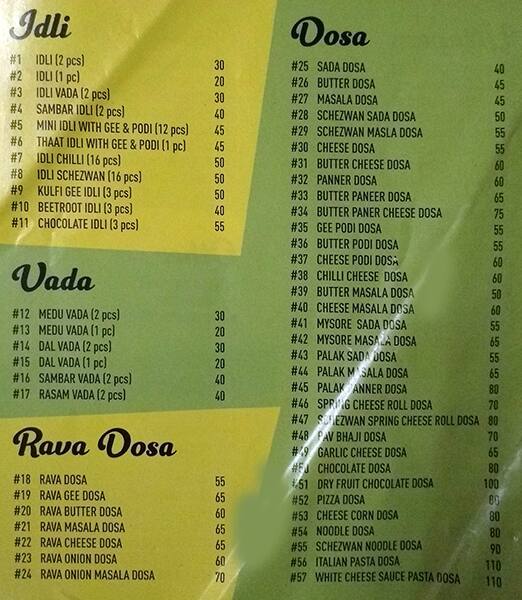 Idli
#1 IDLI (2 pcs) 30
#2 IDLI (1 pc) 20
#3 IDLI VADA (2 pcs) 30
#4 SAMBAR IDLI (2 pcs) 40
#5 MINI IDLI WITH GEE & PODI (12 pcs) 45
#6 THAAT IDLI WITH GEE & PODI (1 pc) 45
#7 IDLI CHILLI (16 pcs) 50
#8 IDLI SCHEZWAN (16 pcs) 50
#9 KULFI GEE IDLI (3 pcs) 50
#10 BEETROOT IDLI (3 pcs) 40
#11 CHOCOLATE IDLI (3 pcs) 55
Vada
#12 MEDU VADA (2 pcs) 30
#13 MEDU VADA (1 pc) 20
#14 DAL VADA (2 pcs) 30
#15 DAL VADA (1 pc) 20
#16 SAMBAR VADA (2 pcs) 40
#17 RASAM VADA (2 pcs) 40
Rava Dosa
#18 RAVA DOSA 55
#19 RAVA GEE DOSA 65
#20 RAVA BUTTER DOSA 60
#21 RAVA MASALA DOSA 65
#22 RAVA CHEESE DOSA 65
#23 RAVA ONION DOSA 60
#24 RAVA ONION MASALA DOSA 70
Dosa
#25 SADA DOSA 40
#26 BUTTER DOSA 45
#27 MASALA DOSA 45
#28 SCHEZWAN SADA DOSA 50
#29 SCHEZWAN MASLA DOSA 55
#30 CHEESE DOSA 55
#31 BUTTER CHEESE DOSA 60
#32 PANNER DOSA 60
#33 BUTTER PANEER DOSA 65
#34 BUTTER PANER CHEESE DOSA 75
#35 GEE PODI DOSA 55
#36 BUTTER PODI DOSA 55
#37 CHEESE PODI DOSA 60
#38 CHILLI CHEESE DOSA 60
#39 BUTTER MASALA DOSA 50
#40 CHEESE MASALA DOSA 60
#41 MYSORE SADA DOSA 55
#42 MYSORE MASALA DOSA 65
#43 PALAK SADA DOSA 55
#44 PALAK MASALA DOSA 65
#45 PALAK PANNER DOSA 80
#46 SPRING CHEESE ROLL DOSA 70
#47 SCHEZWAN SPRING CHEESE ROLL DOSA 80
#48 PAV BHAJI DOSA 70
#49 GARLIC CHEESE DOSA 65
#50 CHOCOLATE DOSA 80
#51 DRY FRUIT CHOCOLATE DOSA 100
#52 PIZZA DOSA 80
#53 CHEESE CORN DOSA 80
#54 NOODLE DOSA 80
#55 SCHEZWAN NOODLE DOSA 90
#56 ITALIAN PASTA DOSA 110
#57 WHITE CHEESE SAUCE PASTA DOSA 110